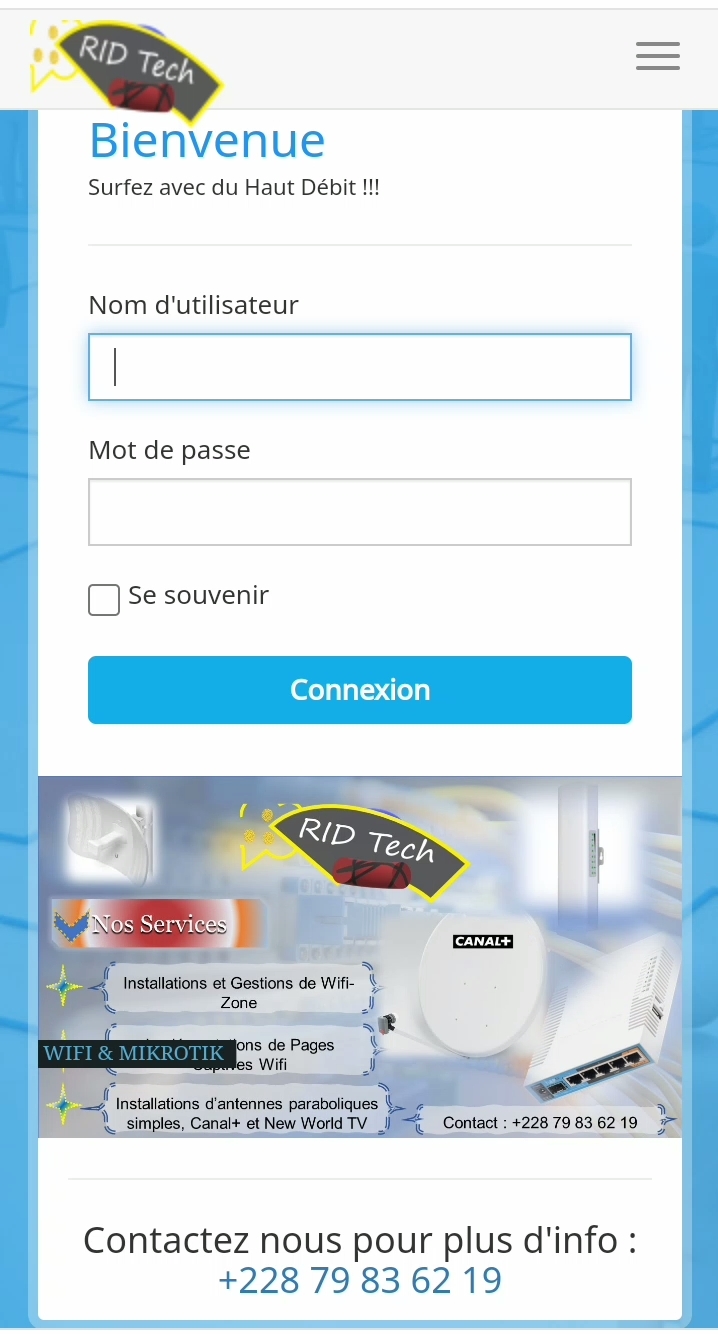 RID Tech
Bienvenue
Surfez avec du Haut Débit !!!
Nom d'utilisateur
Mot de passe
Se souvenir
Connexion
RID Tech
Nos Services
CANAL+
Installations et Gestions de Wifi-
Zone
ons de Pages
WIFI & MIKROTIK
es Wifi
Installations d'antennes paraboliques
simples, Canal+ et New World TV
Contact : +228 79 83 62 19
Contactez nous pour plus d'info :
+228 79 83 62 19